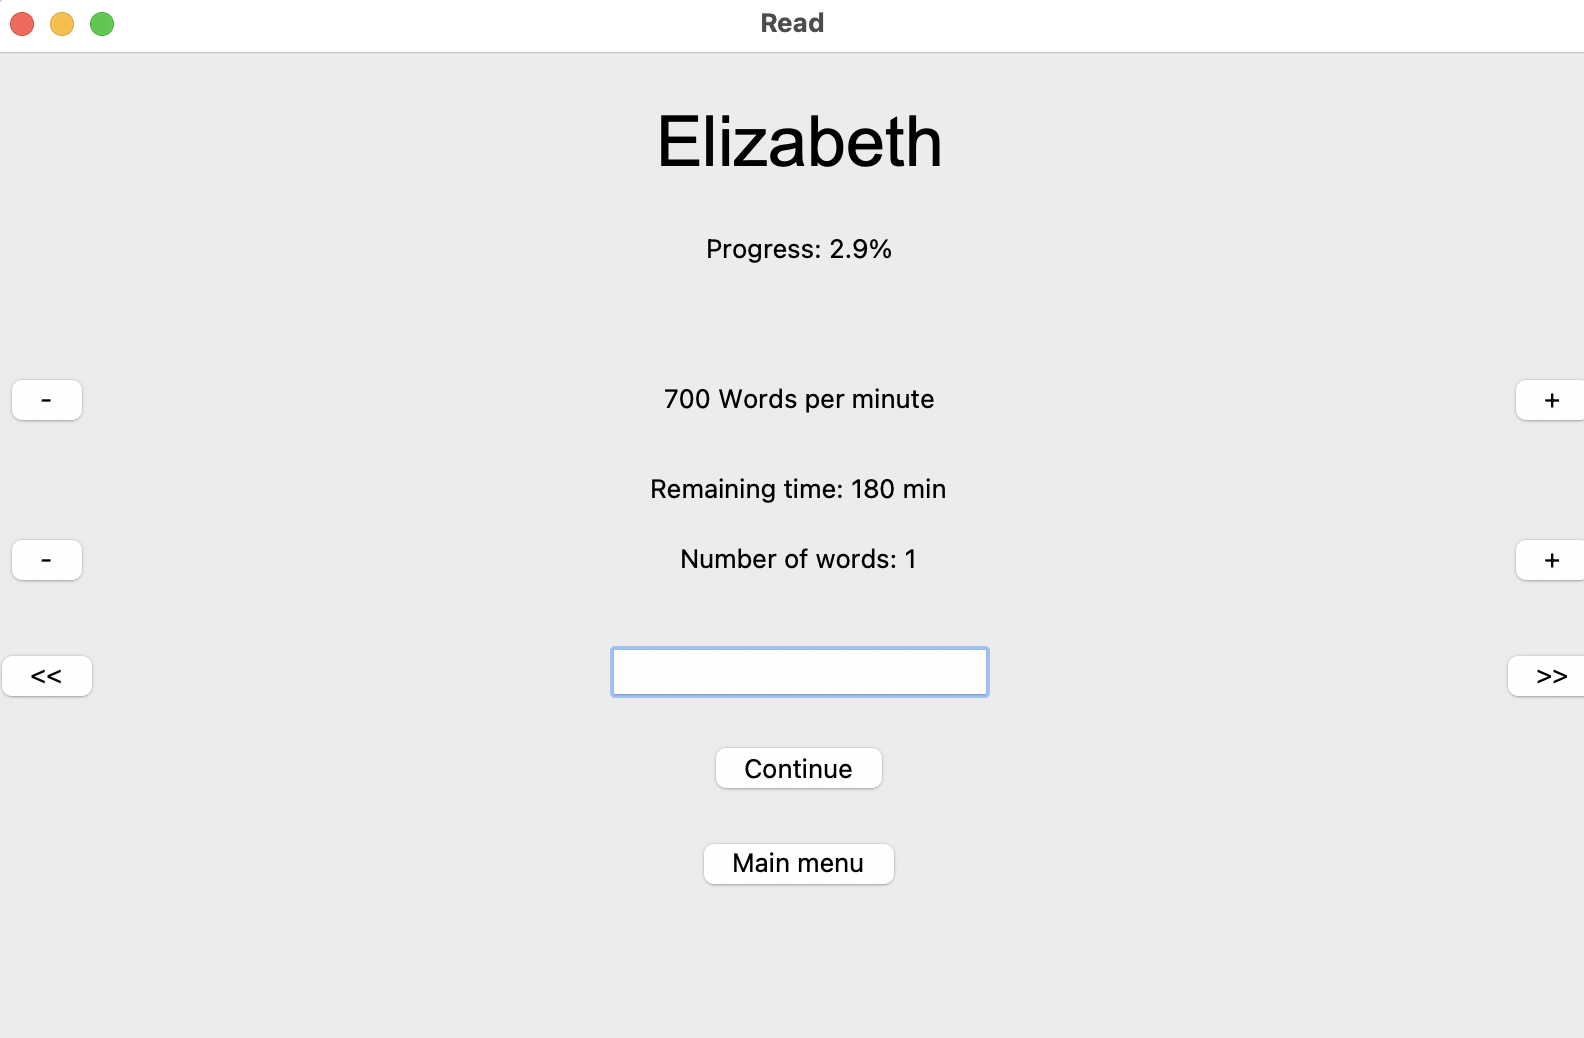 Read
Elizabeth
Progress: 2.9%
- 700 Words per minute +
Remaining time: 180 min
- Number of words: 1 +
<< >>
Continue
Main menu